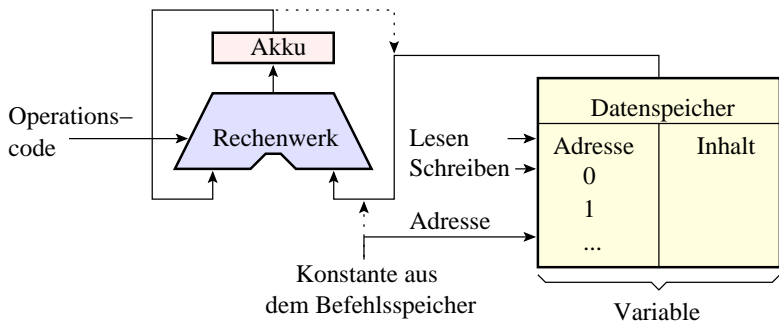 Akku
Operations–
code
Rechenwerk
Datenspeicher
Lesen
Schreiben
Adresse
Inhalt
0
1
...
Adresse
Konstante aus
dem Befehlsspeicher
Variable